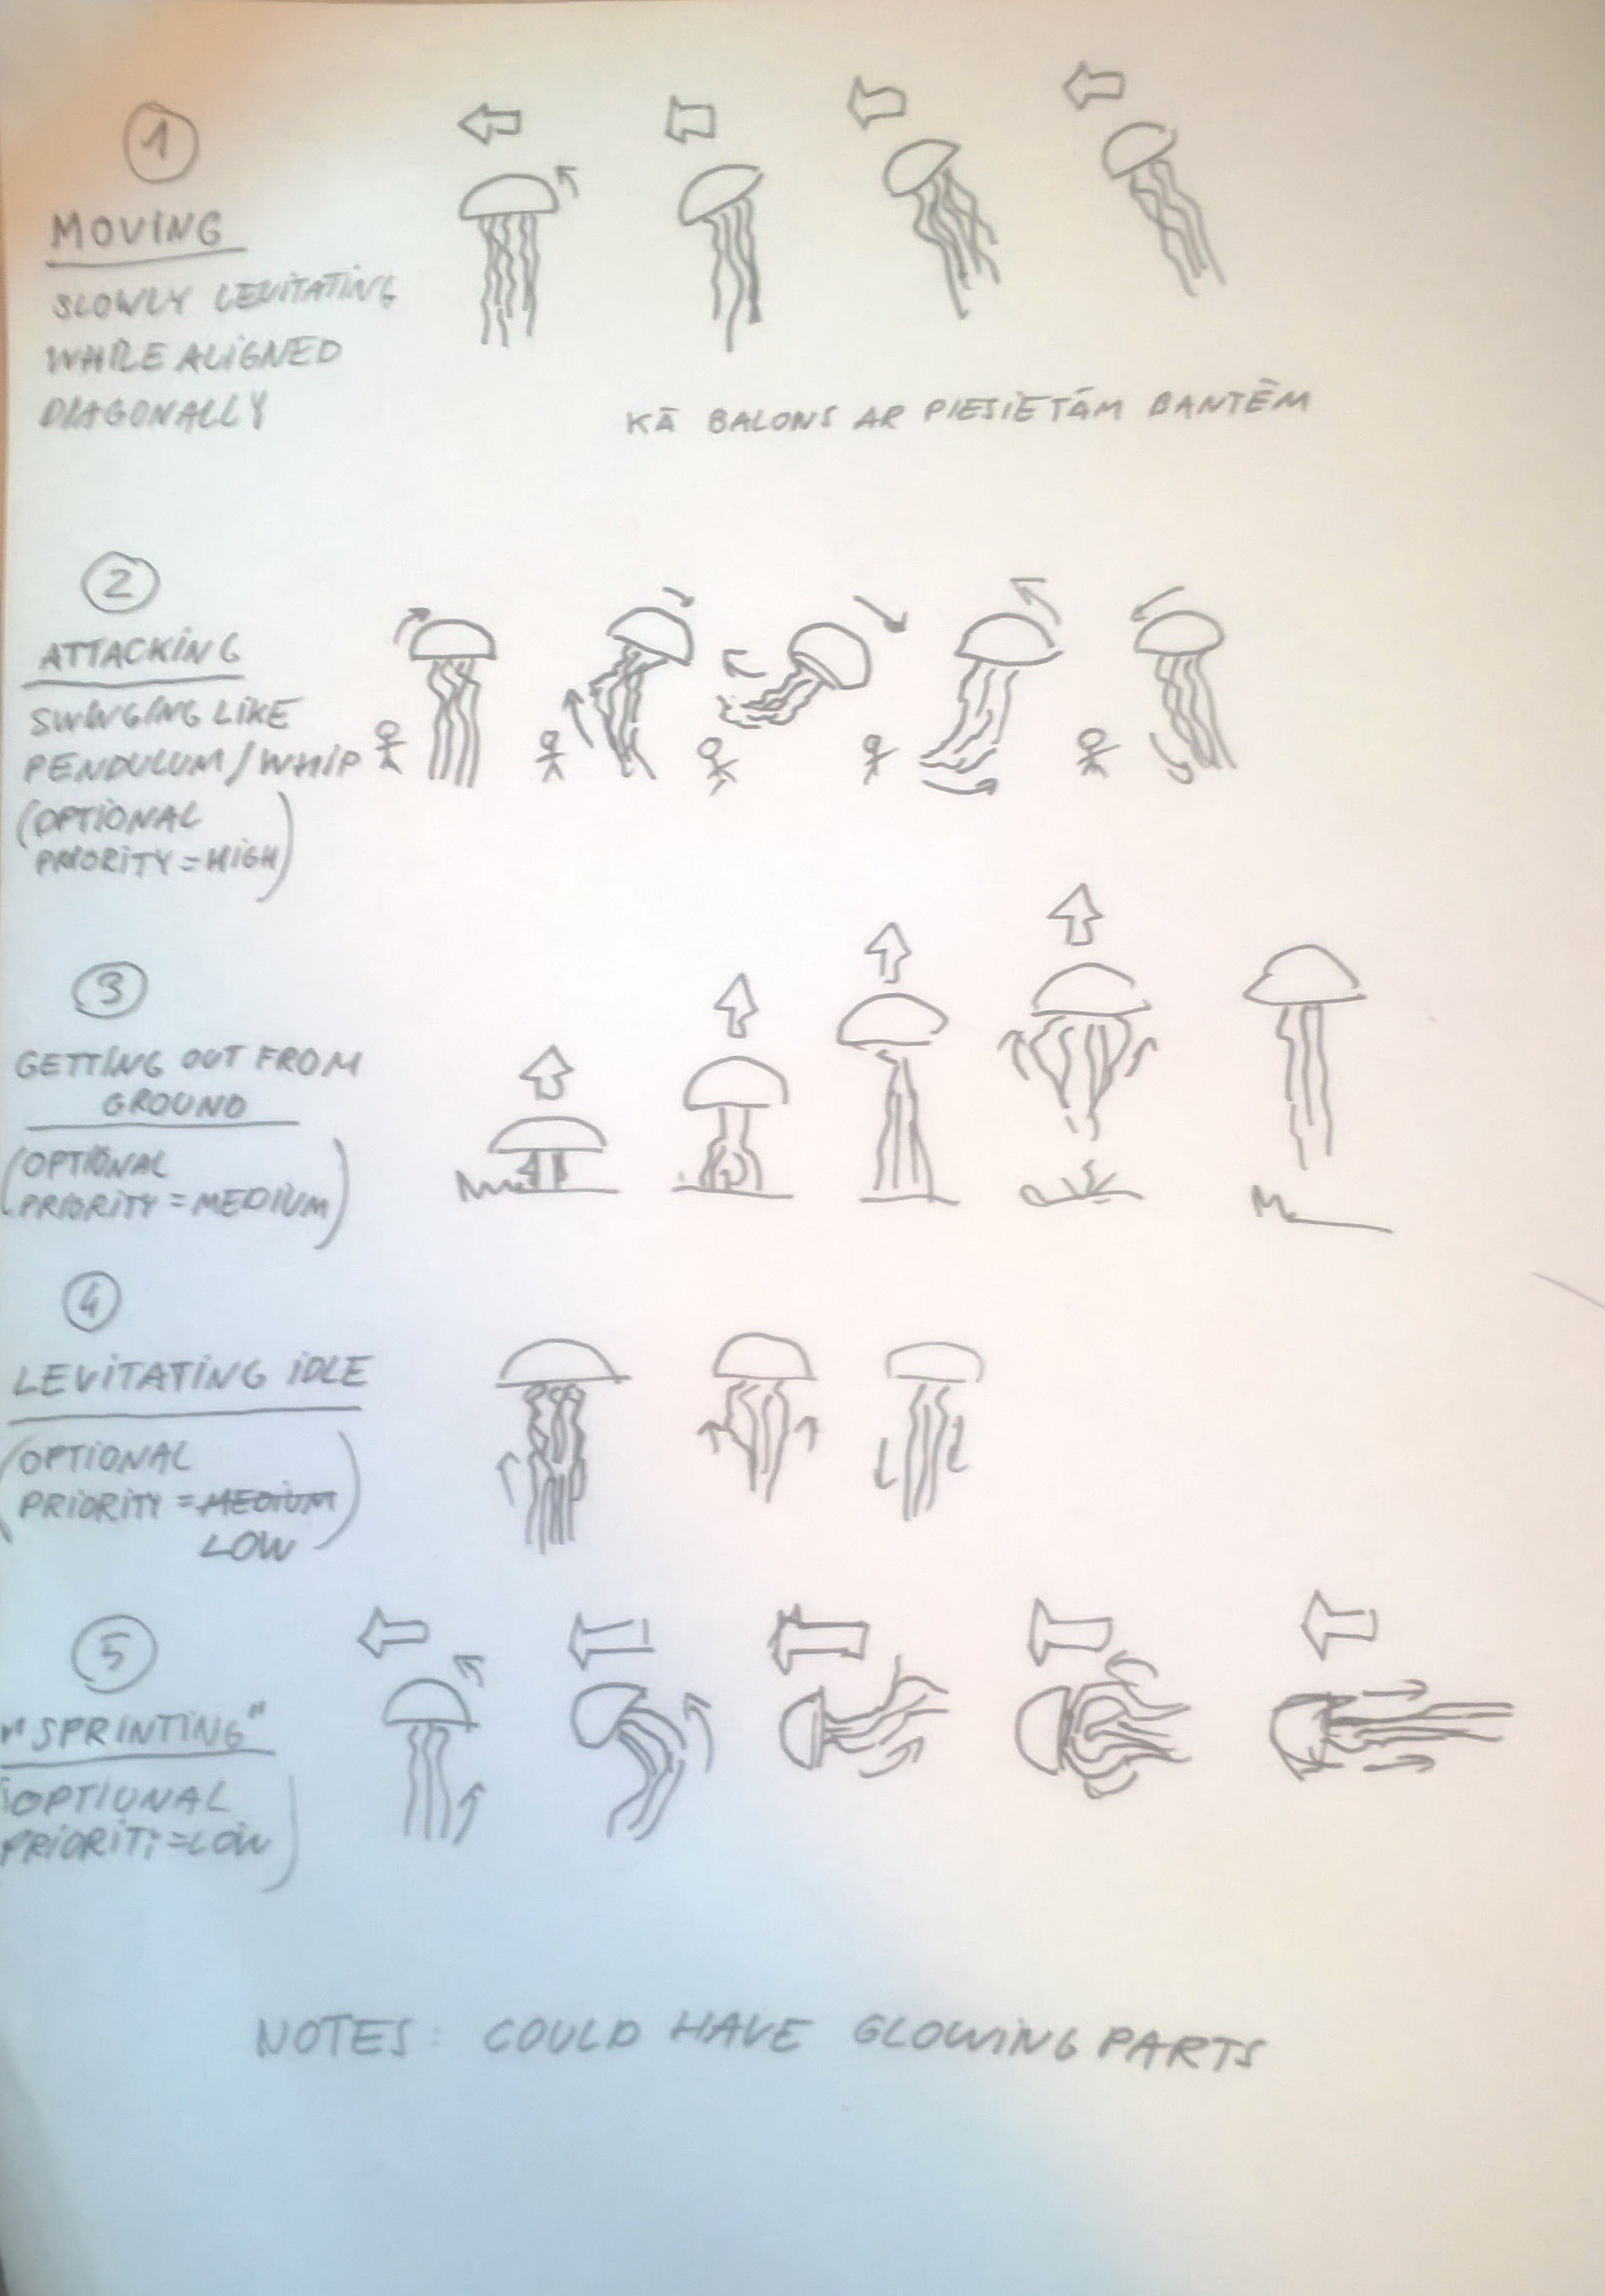 1
MOVING
SLOWLY LEVITATING
WHILE ALIGNED
DIAGONALLY
KĀ BALONS AR PIESIETĀM BANTĒM
2
ATTACKING
SWINGING LIKE
PENDULUM/WHIP
(OPTIONAL
PRIORITY = HIGH)
3
GETTING OUT FROM
GROUND
(OPTIONAL
PRIORITY = MEDIUM)
4
LEVITATING IDLE
(OPTIONAL
PRIORITY = MEDIUM
LOW)
5
"SPRINTING"
(OPTIONAL
PRIORITi = LOW)
NOTES: COULD HAVE GLOWING PARTS